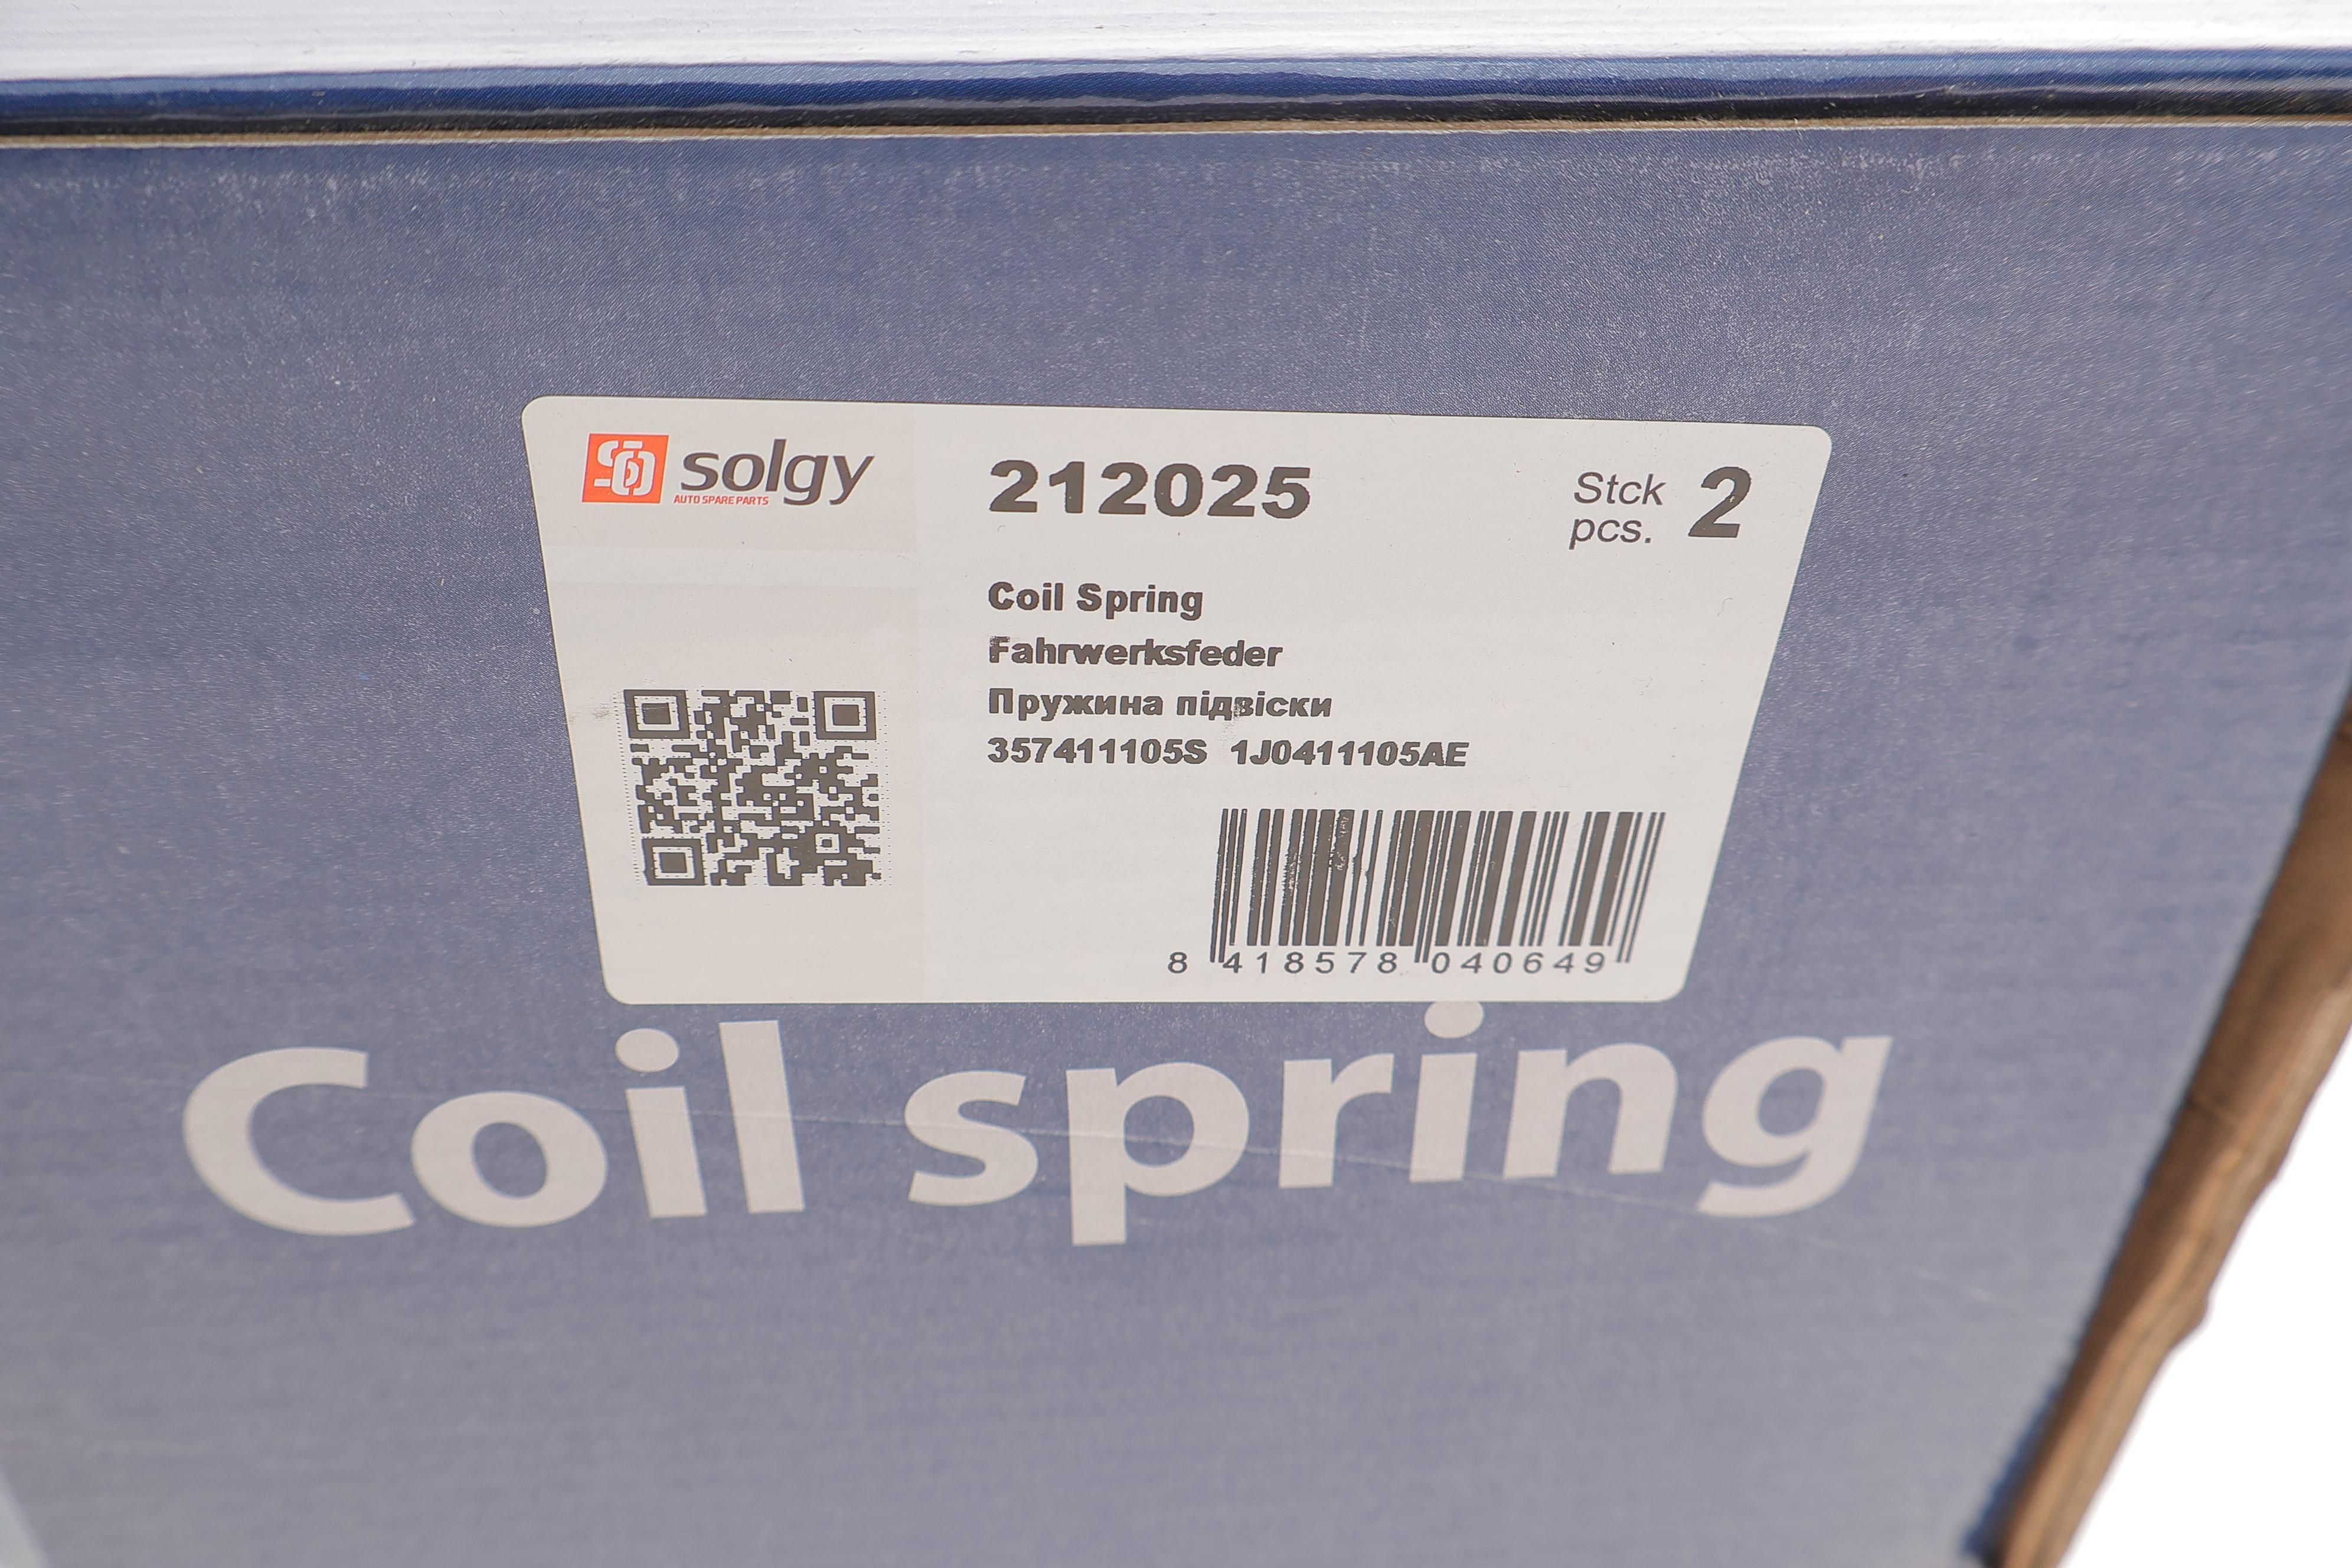 solgy
AUTO SPARE PARTS
212025
Stck
pcs. 2
Coil Spring
Fahrwerksfeder
Пружина підвіски
357411105S 1J0411105AE
8 418578 040649
Coil spring